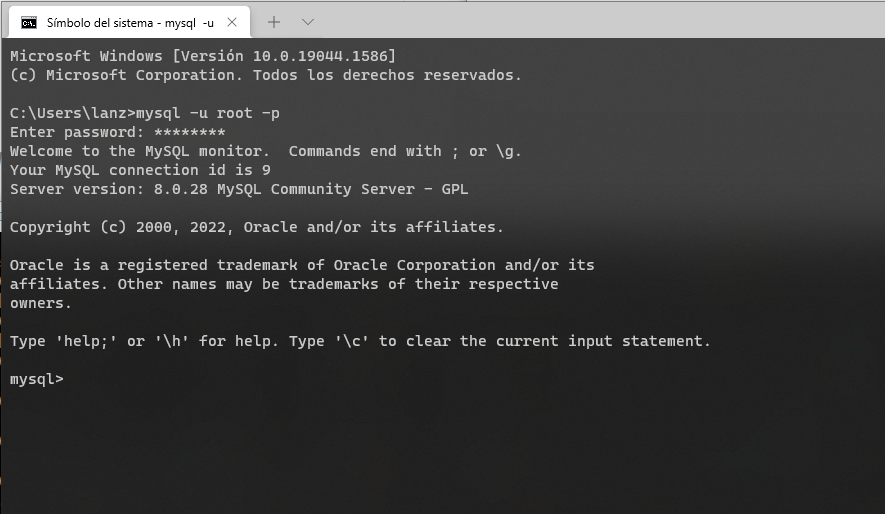 Símbolo del sistema - mysql -u
Microsoft Windows [Versión 10.0.19044.1586]
(c) Microsoft Corporation. Todos los derechos reservados.
C:\Users\lanz>mysql -u root -p
Enter password: ********
Welcome to the MySQL monitor.  Commands end with ; or \g.
Your MySQL connection id is 9
Server version: 8.0.28 MySQL Community Server - GPL
Copyright (c) 2000, 2022, Oracle and/or its affiliates.
Oracle is a registered trademark of Oracle Corporation and/or its
affiliates. Other names may be trademarks of their respective
owners.
Type 'help;' or '\h' for help. Type '\c' to clear the current input statement.
mysql>